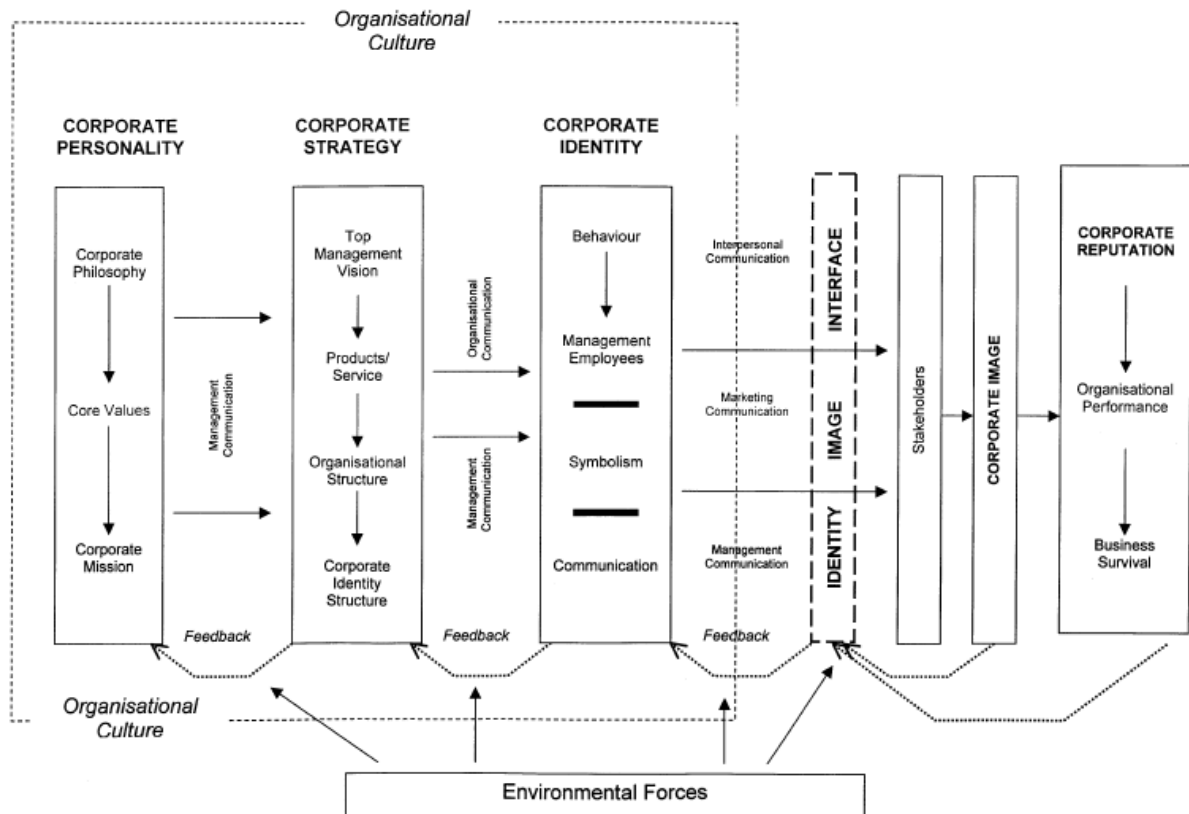 Organisational
Culture
CORPORATE
PERSONALITY
CORPORATE
STRATEGY
CORPORATE
IDENTITY
Corporate
Philosophy
Core Values
Corporate
Mission
Management
Communication
Top
Management
Vision
Products/
Service
Organisational
Structure
Corporate
Identity
Structure
Organisational
Communication
Management
Communication
Behaviour
Management
Employees
Symbolism
Communication
Interpersonal
Communication
Marketing
Communication
Management
Communication
IDENTITY IMAGE INTERFACE
Stakeholders
CORPORATE IMAGE
CORPORATE
REPUTATION
Organisational
Performance
Business
Survival
Feedback
Feedback
Feedback
Organisational
Culture
Environmental Forces